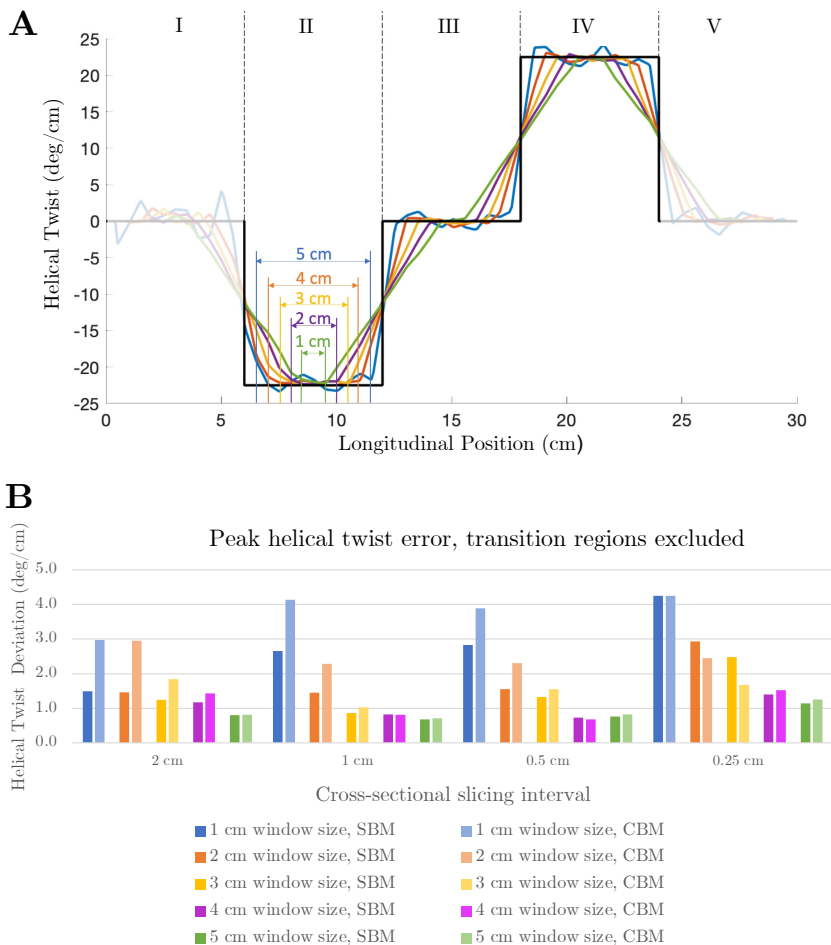 A
I II III IV V
25
20
15
10
5
0
-5
-10
-15
-20
-25
Helical Twist (deg/cm)
5 cm
4 cm
3 cm
2 cm
1 cm
0 5 10 15 20 25 30
Longitudinal Position (cm)
B
Peak helical twist error, transition regions excluded
Helical Twist Deviation (deg/cm)
5.0
4.0
3.0
2.0
1.0
0.0
2 cm 1 cm 0.5 cm 0.25 cm
Cross-sectional slicing interval
1 cm window size, SBM 1 cm window size, CBM
2 cm window size, SBM 2 cm window size, CBM
3 cm window size, SBM 3 cm window size, CBM
4 cm window size, SBM 4 cm window size, CBM
5 cm window size, SBM 5 cm window size, CBM